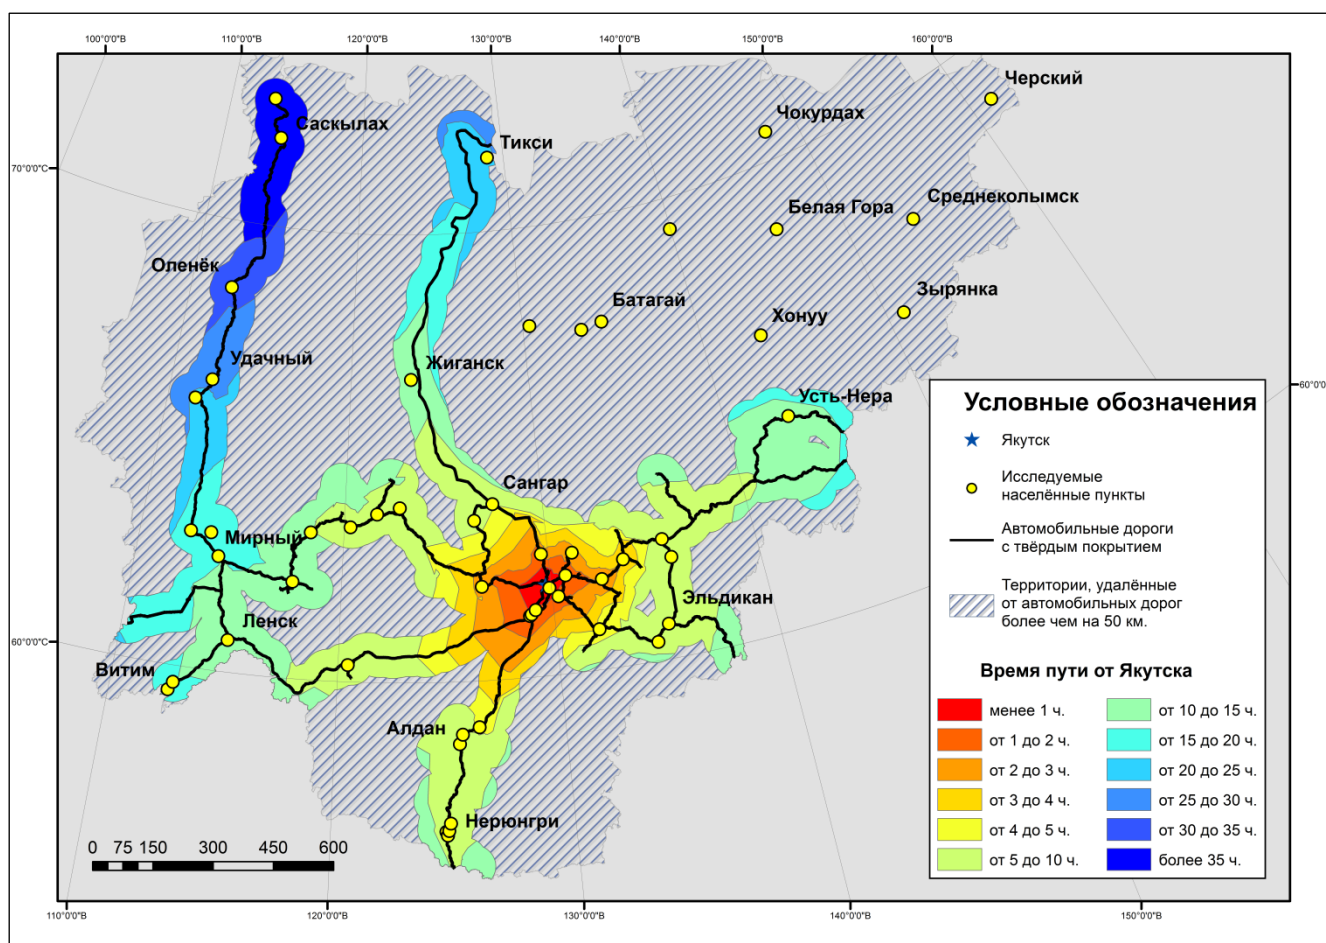 100°0'0"В
110°0'0"В
120°0'0"В
130°0'0"В
140°0'0"В
150°0'0"В
160°0'0"В
Черский
Саскылах
Чокурдах
Тикси
70°0'0"С
Среднеколымск
Белая Гора
Оленёк
Зырянка
Батагай
Хонуу
Удачный
Жиганск
60°0'0"С
Усть-Нера
Сангар
Мирный
Эльдикан
Ленск
60°0'0"С
Витим
Алдан
Нерюнгри
0 75 150 300 450 600
Условные обозначения
Якутск
Исследуемые
населённые пункты
Автомобильные дороги
с твёрдым покрытием
Территории, удалённые
от автомобильных дорог
более чем на 50 км.
Время пути от Якутска
менее 1 ч.
от 1 до 2 ч.
от 2 до 3 ч.
от 3 до 4 ч.
от 4 до 5 ч.
от 5 до 10 ч.
от 10 до 15 ч.
от 15 до 20 ч.
от 20 до 25 ч.
от 25 до 30 ч.
от 30 до 35 ч.
более 35 ч.
110°0'0"В
120°0'0"В
130°0'0"В
140°0'0"В
150°0'0"В